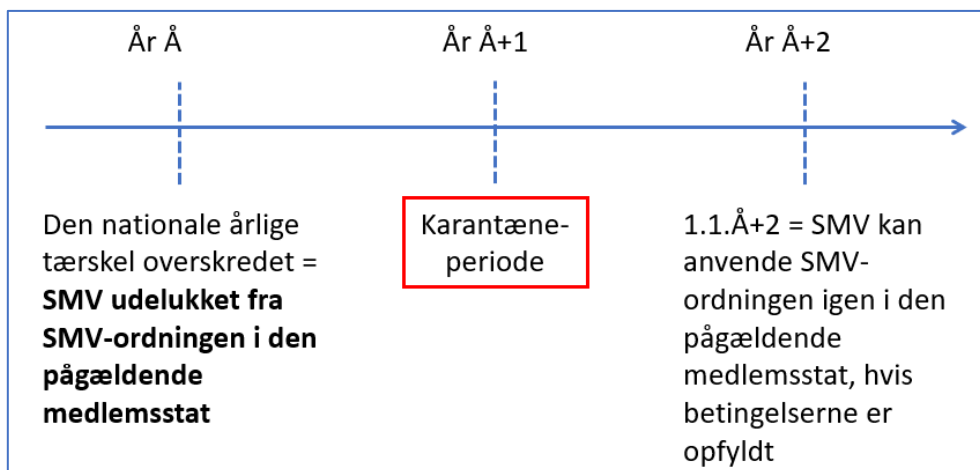 År Å
År Å+1
År Å+2
Den nationale årlige
tærskel overskredet =
SMV udelukket fra
SMV-ordningen i den
pågældende
medlemsstat
Karantæne-
periode
1.1.Å+2 = SMV kan
anvende SMV-
ordningen igen i den
pågældende
medlemsstat, hvis
betingelserne er
opfyldt